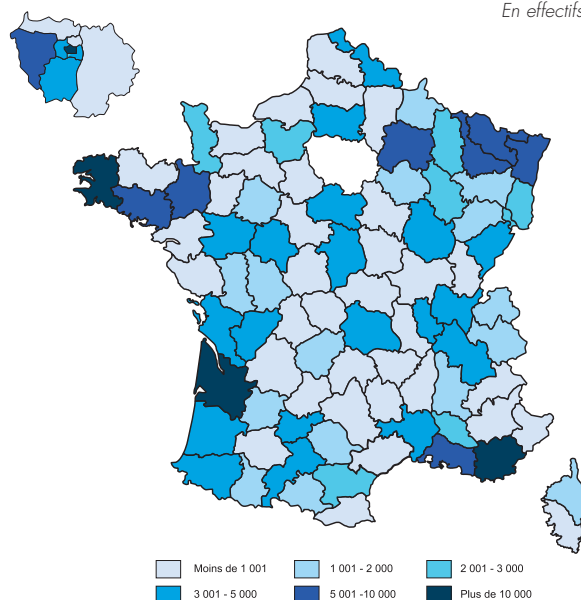 En effectifs
Moins de 1 001
1 001 - 2 000
2 001 - 3 000
3 001 - 5 000
5 001 -10 000
Plus de 10 000